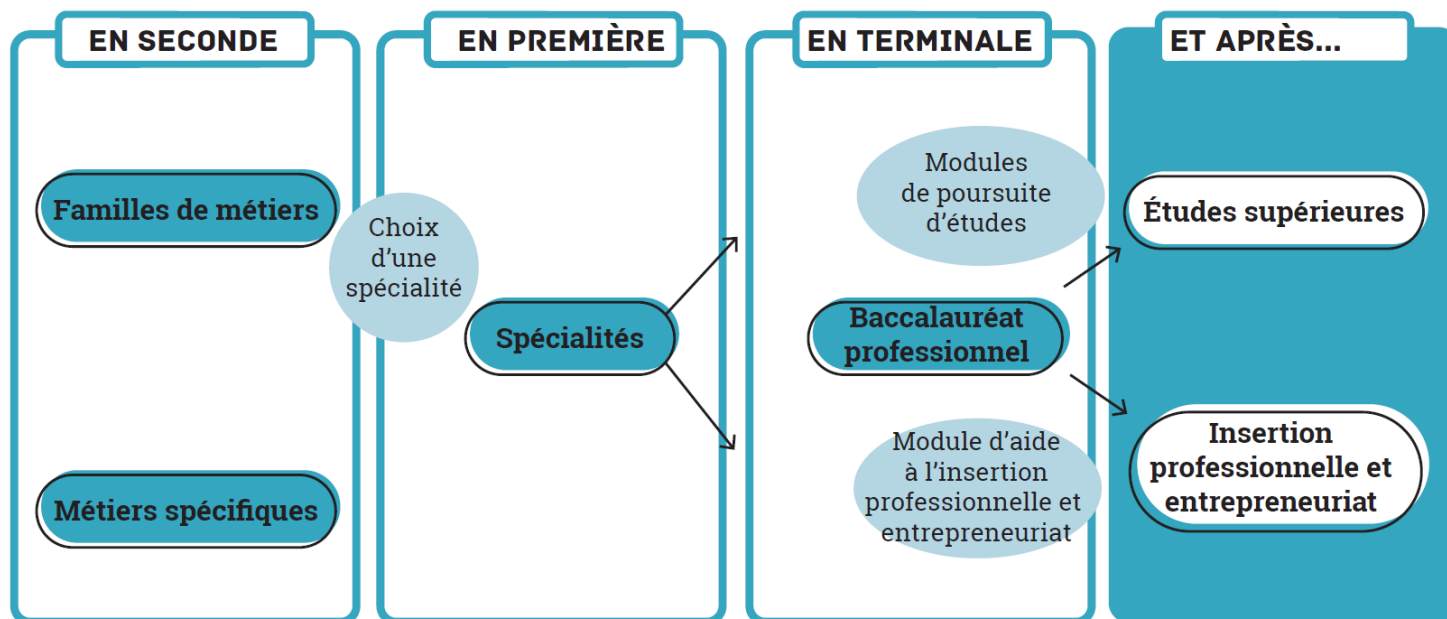 EN SECONDE
EN PREMIÈRE
EN TERMINALE
ET APRÈS...
Familles de métiers
Métiers spécifiques
Choix
d'une
spécialité
Spécialités
Modules
de poursuite
d'études
Baccalauréat
professionnel
Module d'aide
à l'insertion
professionnelle et
entrepreneuriat
Études supérieures
Insertion
professionnelle et
entrepreneuriat